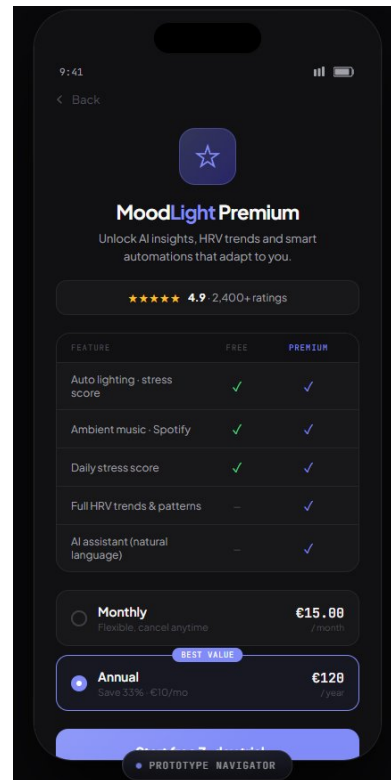 9:41
Back
MoodLight Premium
Unlock AI insights, HRV trends and smart
automations that adapt to you.
★★★★★ 4.9 · 2,400+ ratings
FEATURE FREE PREMIUM
Auto lighting · stress
score ✓ ✓
Ambient music · Spotify ✓ ✓
Daily stress score ✓ ✓
Full HRV trends & patterns – ✓
AI assistant (natural
language) – ✓
Monthly €15.00
Flexible, cancel anytime /month
BEST VALUE
Annual €120
Save 33% · €10/mo /year
PROTOTYPE NAVIGATOR